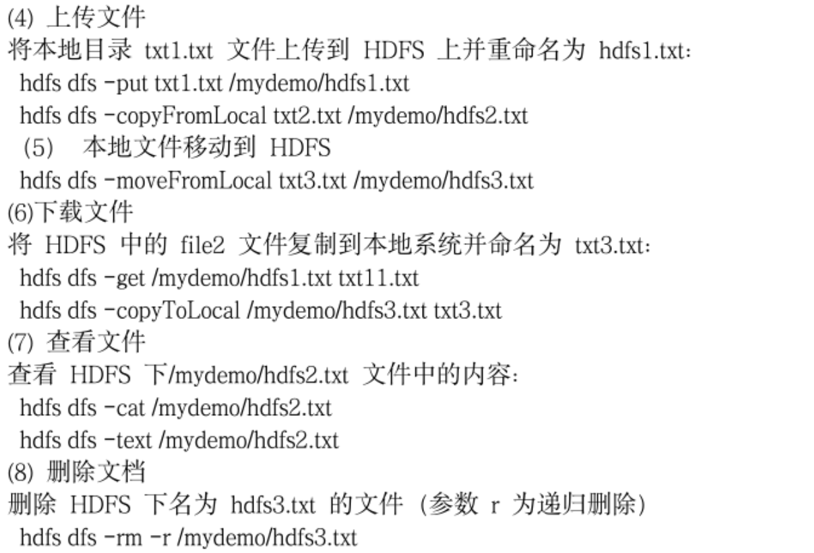 (4) 上传文件
将本地目录 txt1.txt 文件上传到 HDFS 上并重命名为 hdfs1.txt:
hdfs dfs -put txt1.txt /mydemo/hdfs1.txt
hdfs dfs -copyFromLocal txt2.txt /mydemo/hdfs2.txt
(5) 本地文件移动到 HDFS
hdfs dfs -moveFromLocal txt3.txt /mydemo/hdfs3.txt
(6)下载文件
将 HDFS 中的 file2 文件复制到本地系统并命名为 txt3.txt:
hdfs dfs -get /mydemo/hdfs1.txt txt11.txt
hdfs dfs -copyToLocal /mydemo/hdfs3.txt txt3.txt
(7) 查看文件
查看 HDFS 下/mydemo/hdfs2.txt 文件中的内容:
hdfs dfs -cat /mydemo/hdfs2.txt
hdfs dfs -text /mydemo/hdfs2.txt
(8) 删除文档
删除 HDFS 下名为 hdfs3.txt 的文件（参数 r 为递归删除）
hdfs dfs -rm -r /mydemo/hdfs3.txt